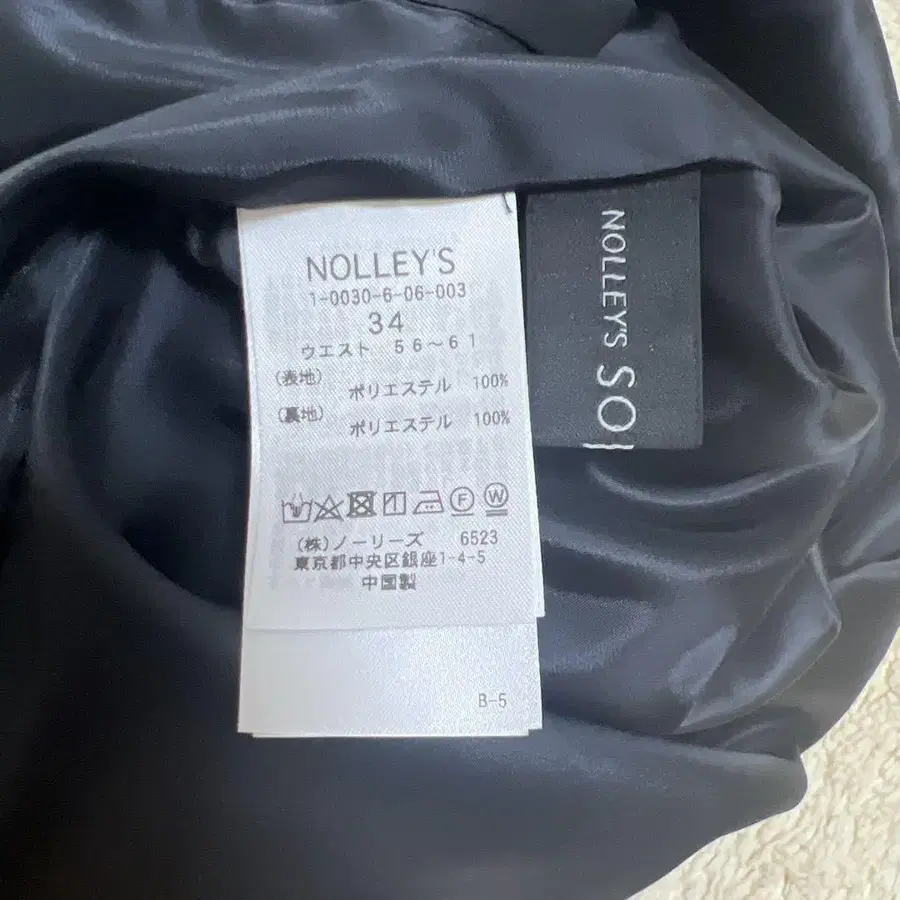 NOLLEY'S
1-0030-6-06-003
34
ウエスト 56～61
(表地)
ポリエステル 100%
(裏地)
ポリエステル 100%
F W
(株)ノーリーズ 6523
東京都中央区銀座1-4-5
中国製
B-5
NOLLEY'S SO